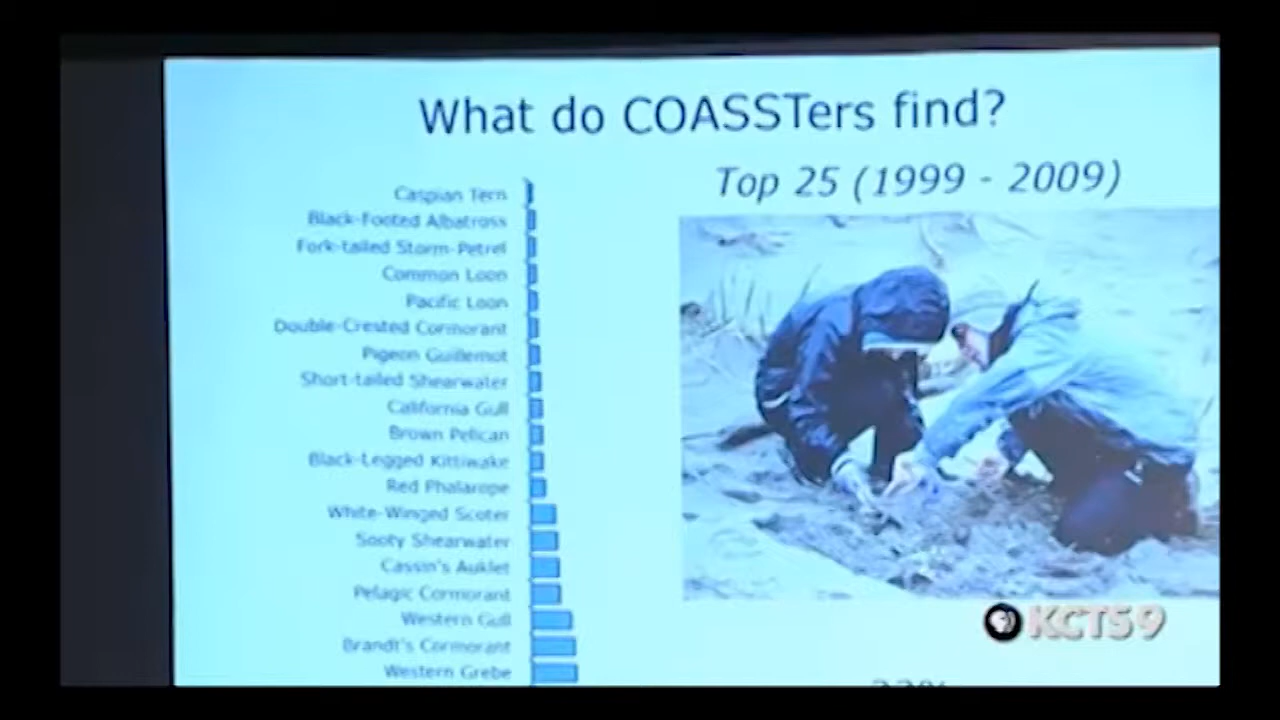 What do COASSTers find?
Top 25 (1999 - 2009)
Caspian Tern
Black-Footed Albatross
Fork-tailed Storm-Petrel
Common Loon
Pacific Loon
Double-Crested Cormorant
Pigeon Guillemot
Short-tailed Shearwater
California Gull
Brown Pelican
Black-Legged Kittiwake
Red Phalarope
White-Winged Scoter
Sooty Shearwater
Cassin's Auklet
Pelagic Cormorant
Western Gull
Brandt's Cormorant
Western Grebe
KCTS 9